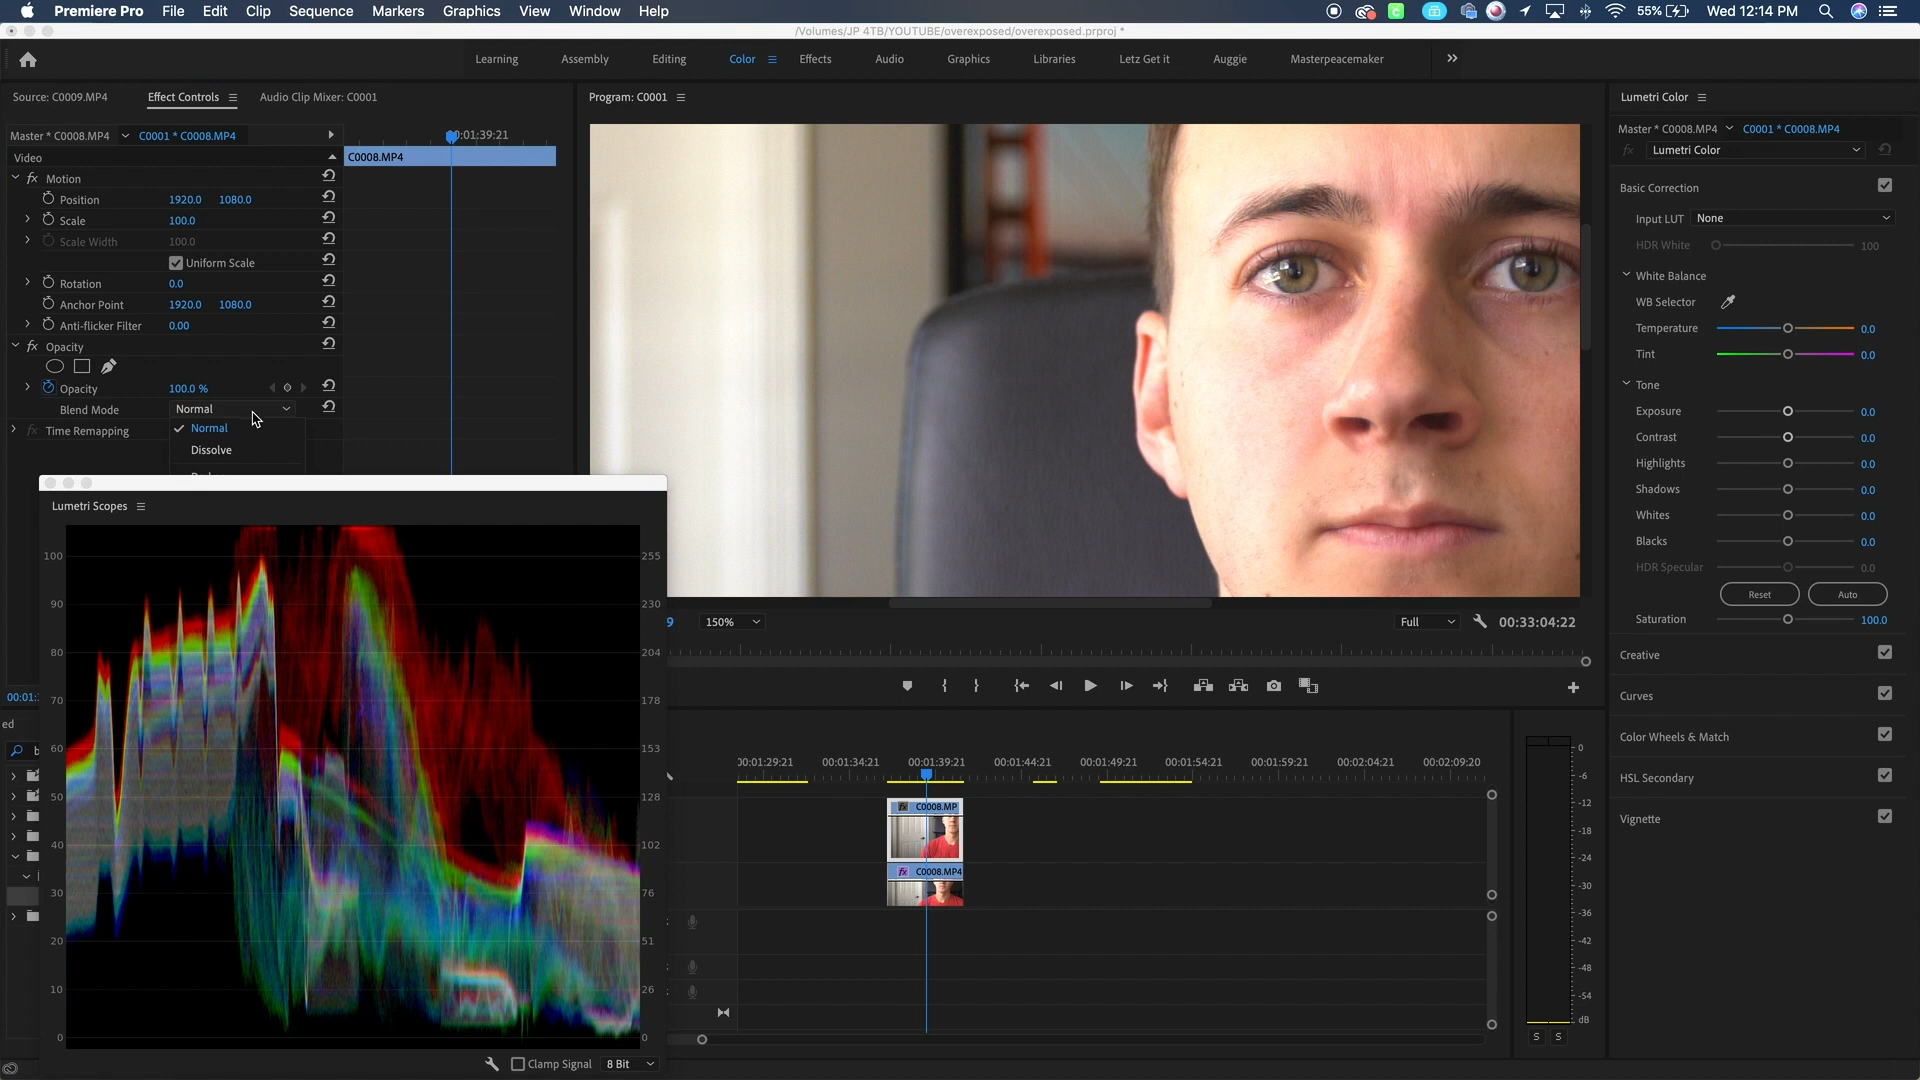 Premiere Pro File Edit Clip Sequence Markers Graphics View Window Help 55% Wed 12:14 PM
/Volumes/JP 4TB/YOUTUBE/overexposed/overexposed.prproj *
Learning Assembly Editing Color Effects Audio Graphics Libraries Letz Get it Auggie Masterpeacemaker
Source: C0009.MP4 Effect Controls Audio Clip Mixer: C0001
Program: C0001
Lumetri Color
Master * C0008.MP4 C0001 * C0008.MP4
:01:39:21
Video
C0008.MP4
fx Motion
Position 1920.0 1080.0
Scale 100.0
Scale Width 100.0
Uniform Scale
Rotation 0.0
Anchor Point 1920.0 1080.0
Anti-flicker Filter 0.00
fx Opacity
Opacity 100.0 %
Blend Mode Normal
Normal
Dissolve
fx Time Remapping
Lumetri Scopes
100 255
90 230
80 204
70 178
60 153
50 128
40 102
30 76
20 51
10 26
0 0
Clamp Signal 8 Bit
00:01:
ed
b
9 150% Full 00:33:04:22
00:01:29:21 00:01:34:21 00:01:39:21 00:01:44:21 00:01:49:21 00:01:54:21 00:01:59:21 00:02:04:21 00:02:09:20
fx C0008.MP
fx C0008.MP4
0
-6
-12
-18
-24
-30
-36
-42
-48
-54
dB
S S
Master * C0008.MP4 C0001 * C0008.MP4
fx Lumetri Color
Basic Correction
Input LUT None
HDR White 100
White Balance
WB Selector
Temperature 0.0
Tint 0.0
Tone
Exposure 0.0
Contrast 0.0
Highlights 0.0
Shadows 0.0
Whites 0.0
Blacks 0.0
HDR Specular 0.0
Reset Auto
Saturation 100.0
Creative
Curves
Color Wheels & Match
HSL Secondary
Vignette